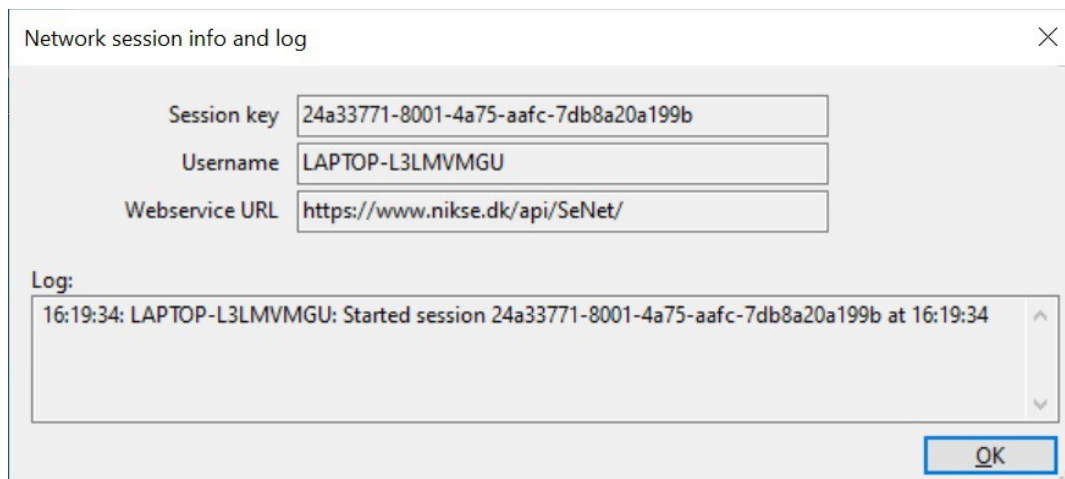 Network session info and log
Session key 24a33771-8001-4a75-aafc-7db8a20a199b
Username LAPTOP-L3LMVMGU
Webservice URL https://www.nikse.dk/api/SeNet/
Log:
16:19:34: LAPTOP-L3LMVMGU: Started session 24a33771-8001-4a75-aafc-7db8a20a199b at 16:19:34
OK